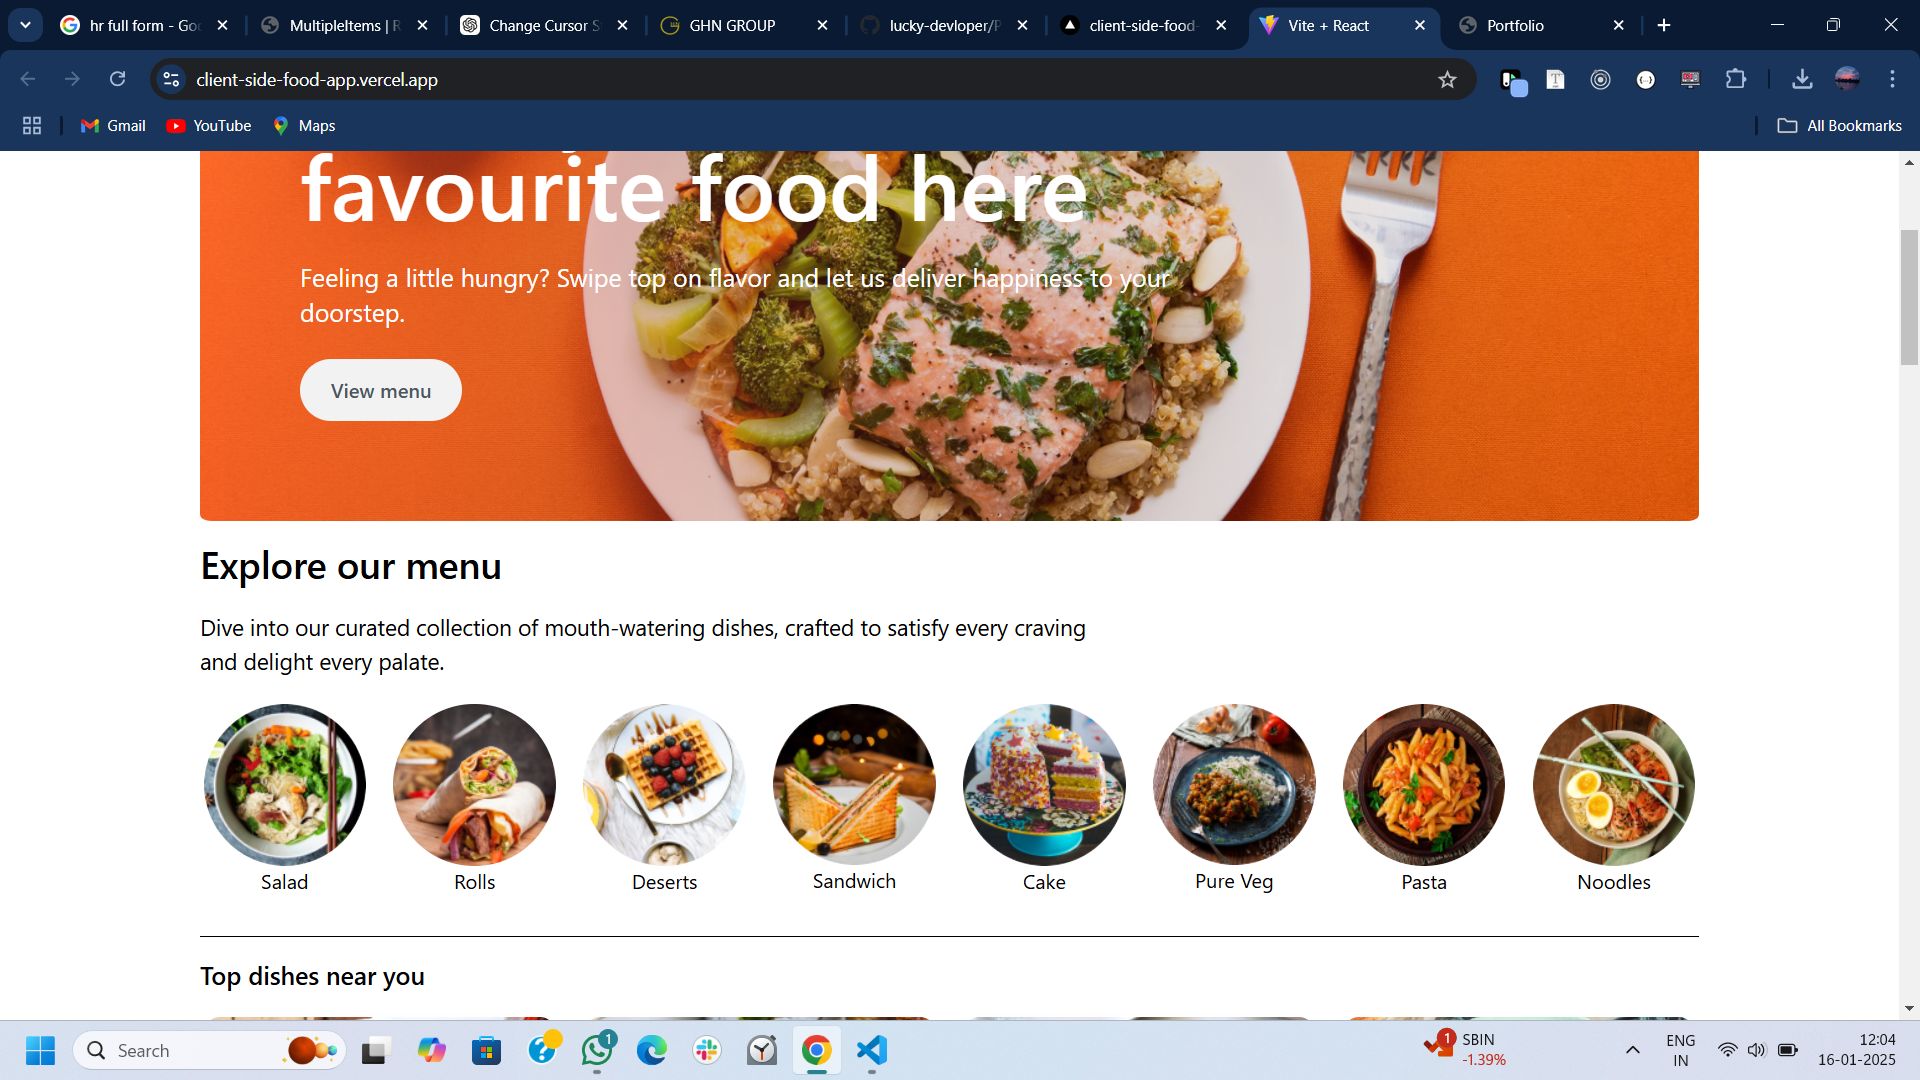 hr full form - Goo
MultipleItems | R
Change Cursor S
GHN GROUP
lucky-devloper/P
client-side-food-
Vite + React
Portfolio
client-side-food-app.vercel.app
Gmail
YouTube
Maps
All Bookmarks
favourite food here
Feeling a little hungry? Swipe top on flavor and let us deliver happiness to your
doorstep.
View menu
Explore our menu
Dive into our curated collection of mouth-watering dishes, crafted to satisfy every craving
and delight every palate.
Salad
Rolls
Deserts
Sandwich
Cake
Pure Veg
Pasta
Noodles
Top dishes near you
Search
1
1
SBIN
-1.39%
ENG
IN
12:04
16-01-2025